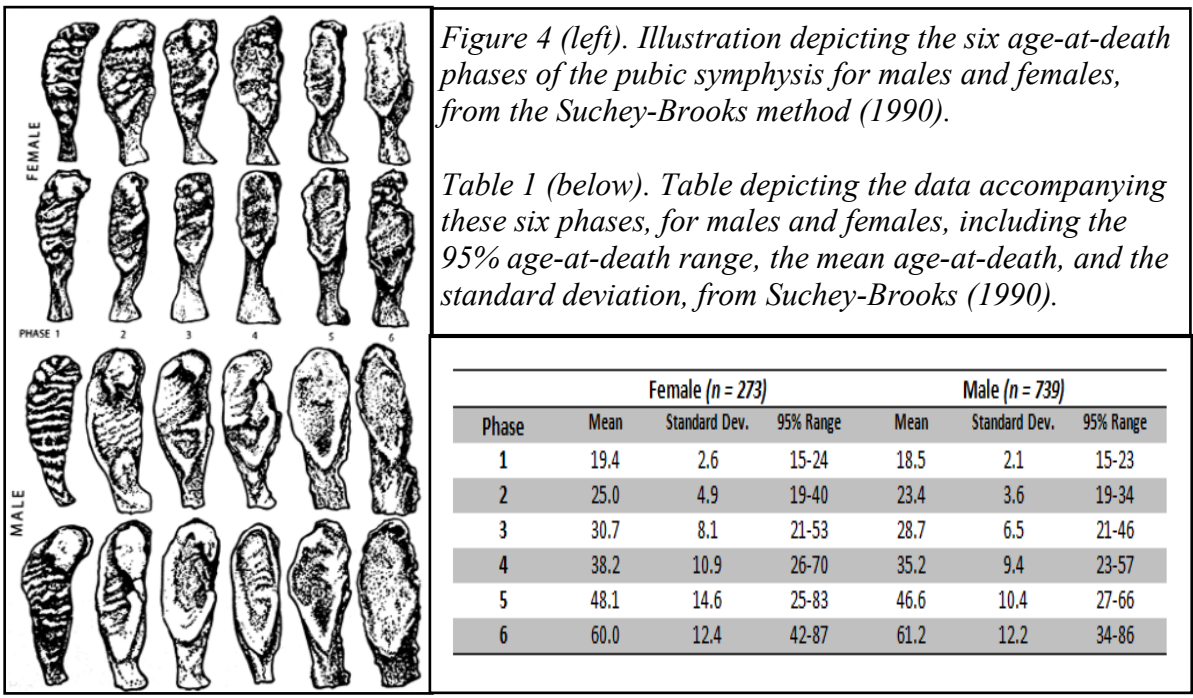 Figure 4 (left). Illustration depicting the six age-at-death
phases of the pubic symphysis for males and females,
from the Suchey-Brooks method (1990).
Table 1 (below). Table depicting the data accompanying
these six phases, for males and females, including the
95% age-at-death range, the mean age-at-death, and the
standard deviation, from Suchey-Brooks (1990).
FEMALE
PHASE 1 2 3 4 5 6
MALE
Female (n = 273) Male (n = 739)
Phase Mean Standard Dev. 95% Range Mean Standard Dev. 95% Range
1 19.4 2.6 15-24 18.5 2.1 15-23
2 25.0 4.9 19-40 23.4 3.6 19-34
3 30.7 8.1 21-53 28.7 6.5 21-46
4 38.2 10.9 26-70 35.2 9.4 23-57
5 48.1 14.6 25-83 46.6 10.4 27-66
6 60.0 12.4 42-87 61.2 12.2 34-86